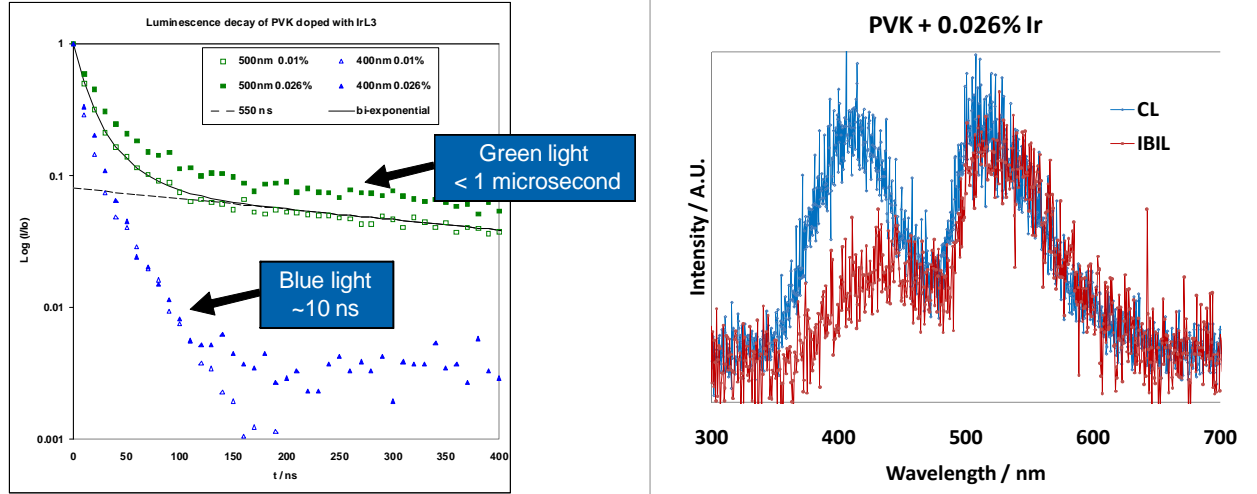 Luminescence decay of PVK doped with IrL3
1
0.1
0.01
0.001
Log (I/Io)
500nm 0.01%
400nm 0.01%
500nm 0.026%
400nm 0.026%
550 ns
bi-exponential
Green light
< 1 microsecond
Blue light
~10 ns
0 50 100 150 200 250 300 350 400
t / ns
PVK + 0.026% Ir
Intensity / A.U.
CL
IBIL
300 400 500 600 700
Wavelength / nm